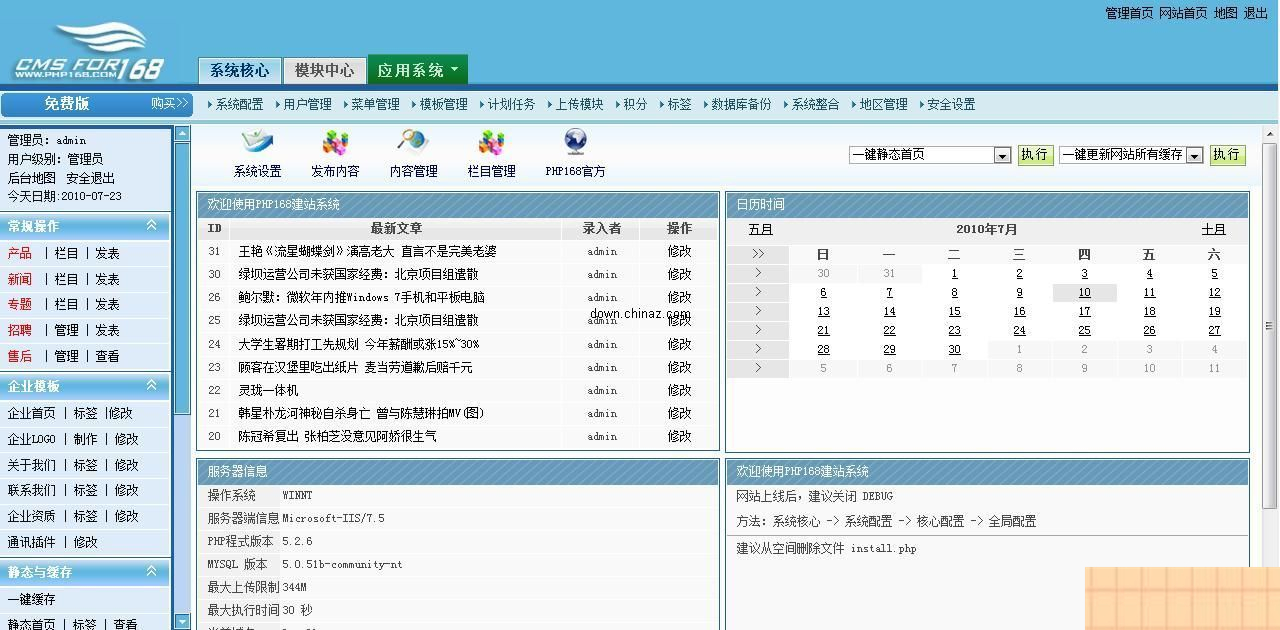 管理首页 网站首页 地图 退出
CMS FOR168
WWW.PHP168.COM
系统核心 模块中心 应用系统
免费版 购买>>
系统配置 用户管理 菜单管理 模板管理 计划任务 上传模块 积分 标签 数据库备份 系统整合 地区管理 安全设置
管理员: admin
用户级别: 管理员
后台地图 安全退出
今天日期:2010-07-23
常规操作
产品 | 栏目 | 发表
新闻 | 栏目 | 发表
专题 | 栏目 | 发表
招聘 | 管理 | 发表
售后 | 管理 | 查看
企业模板
企业首页 | 标签 |修改
企业LOGO | 制作 | 修改
关于我们 | 标签 | 修改
联系我们 | 标签 | 修改
企业资质 | 标签 | 修改
通讯插件 | 修改
静态与缓存
一键缓存
静态首页 | 标签 | 查看
系统设置 发布内容 内容管理 栏目管理 PHP168官方
一键静态首页 执行 一键更新网站所有缓存 执行
欢迎使用PHP168建站系统
ID 最新文章 录入者 操作
31 王艳《流星蝴蝶剑》演高老大 直言不是完美老婆 admin 修改
30 绿坝运营公司未获国家经费: 北京项目组遣散 admin 修改
26 鲍尔默: 微软年内推Windows 7手机和平板电脑 admin 修改
25 绿坝运营公司未获国家经费: 北京项目组遣散 admin 修改
24 大学生暑期打工先规划 今年薪酬或涨15%~30% admin 修改
23 顾客在汉堡里吃出纸片 麦当劳道歉后赔千元 admin 修改
22 灵珑一体机 admin 修改
21 韩星朴龙河神秘自杀身亡 曾与陈慧琳拍MV(图) admin 修改
20 陈冠希复出 张柏芝没意见阿娇很生气 admin 修改
down.chinaz.com
日历时间
五月 2010年7月 十月
>> 日 一 二 三 四 五 六
> 30 31 1 2 3 4 5
> 6 7 8 9 10 11 12
> 13 14 15 16 17 18 19
> 21 22 23 24 25 26 27
> 28 29 30 1 2 3 4
> 5 6 7 8 9 10 11
服务器信息
操作系统 WINNT
服务器端信息 Microsoft-IIS/7.5
PHP程式版本 5.2.6
MYSQL 版本 5.0.51b-community-nt
最大上传限制 344M
最大执行时间 30 秒
欢迎使用PHP168建站系统
网站上线后，建议关闭 DEBUG
方法: 系统核心 -> 系统配置 -> 核心配置 -> 全局配置
建议从空间删除文件 install.php